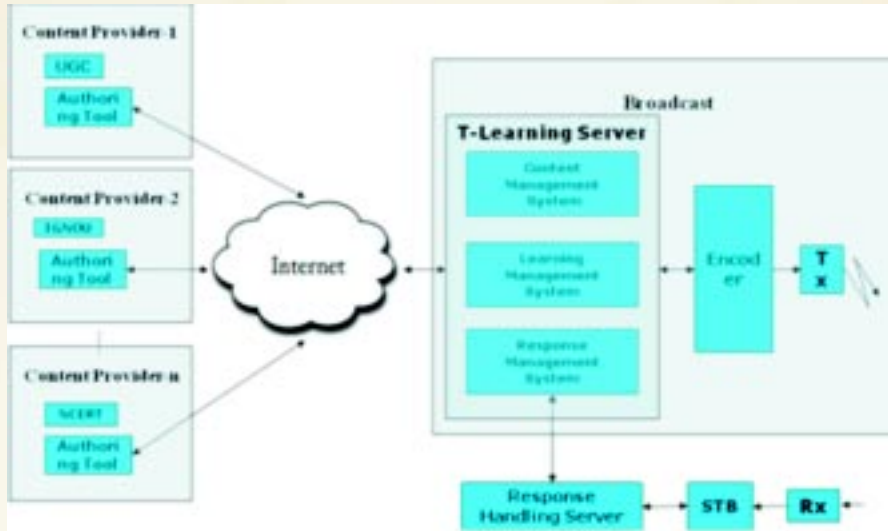 Content Provider-1
UGC
Authori
ng Tool
Content Provider-2
IGNOU
Authori
ng Tool
Content Provider-n
NCERT
Authori
ng Tool
Internet
Broadcast
T-Learning Server
Content
Management
System
Learning
Management
System
Response
Management
System
Encod
er
T
x
Response
Handling Server
STB
Rx